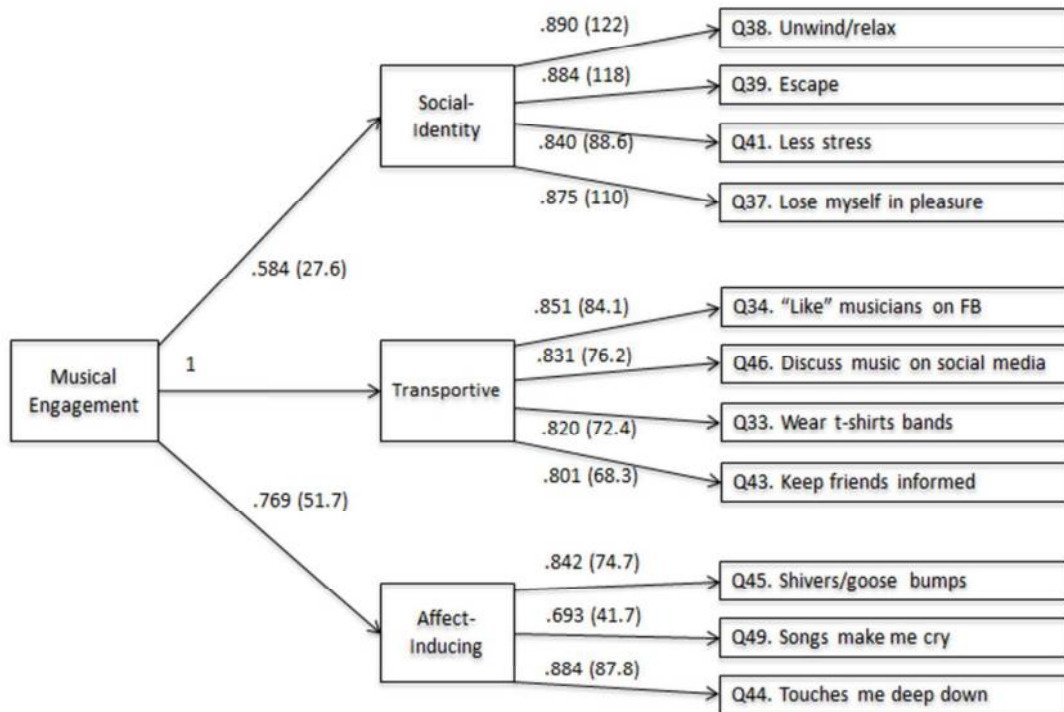 .890 (122)
Q38. Unwind/relax
.884 (118)
Social-
Identity
Q39. Escape
.840 (88.6)
Q41. Less stress
.875 (110)
Q37. Lose myself in pleasure
.584 (27.6)
.851 (84.1)
Q34. “Like” musicians on FB
.831 (76.2)
Musical
Engagement
1
Transportive
Q46. Discuss music on social media
.820 (72.4)
Q33. Wear t-shirts bands
.801 (68.3)
Q43. Keep friends informed
.769 (51.7)
.842 (74.7)
Q45. Shivers/goose bumps
.693 (41.7)
Affect-
Inducing
Q49. Songs make me cry
.884 (87.8)
Q44. Touches me deep down